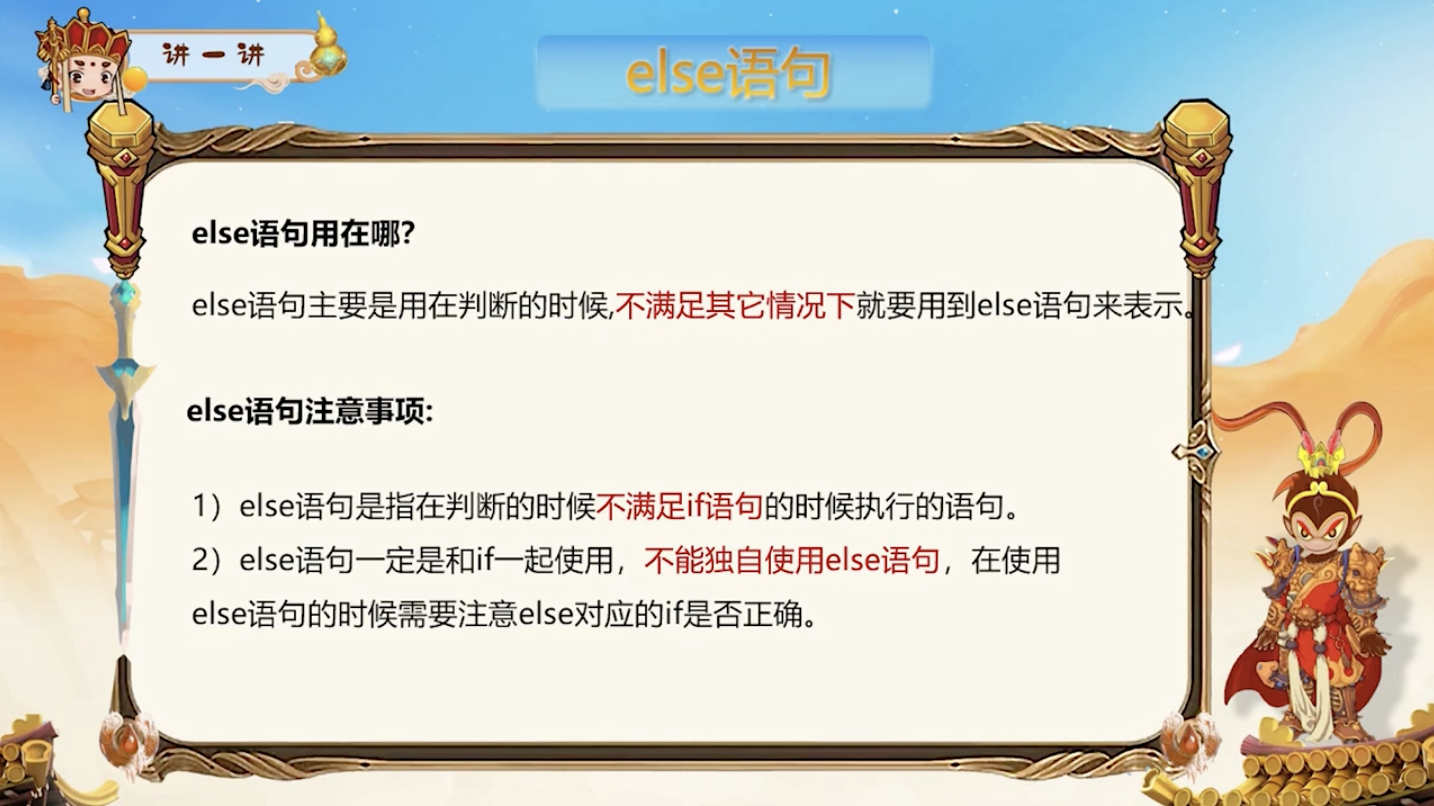 讲一讲
else语句
else语句用在哪?
else语句主要是用在判断的时候,不满足其它情况下就要用到else语句来表示。
else语句注意事项:
1）else语句是指在判断的时候不满足if语句的时候执行的语句。
2）else语句一定是和if一起使用，不能独自使用else语句，在使用
else语句的时候需要注意else对应的if是否正确。